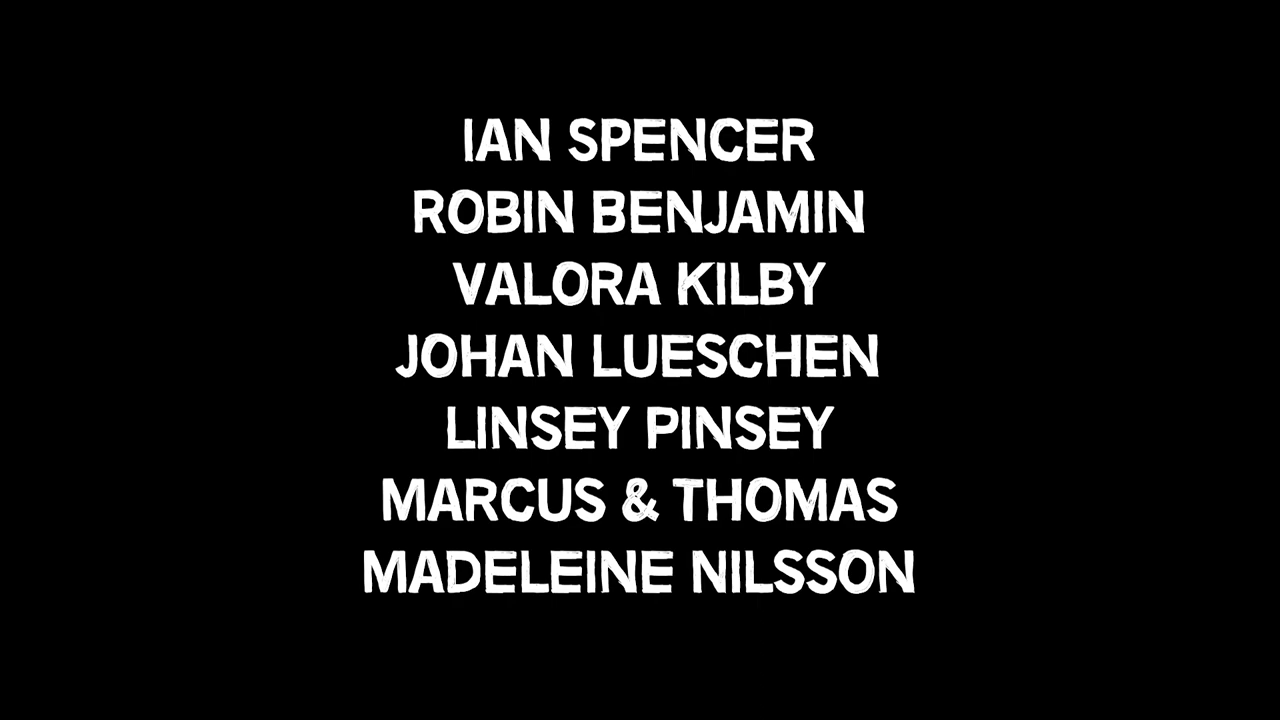 IAN SPENCER
ROBIN BENJAMIN
VALORA KILBY
JOHAN LUESCHEN
LINSEY PINSEY
MARCUS & THOMAS
MADELEINE NILSSON